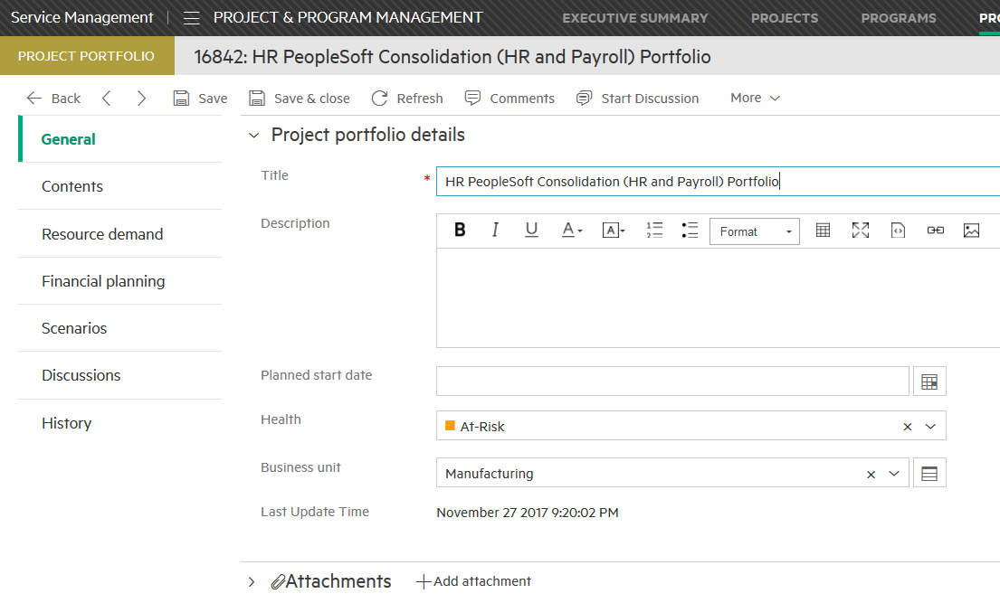 Service Management PROJECT & PROGRAM MANAGEMENT EXECUTIVE SUMMARY PROJECTS PROGRAMS PRO
PROJECT PORTFOLIO 16842: HR PeopleSoft Consolidation (HR and Payroll) Portfolio
Back Save Save & close Refresh Comments Start Discussion More
General
Contents
Resource demand
Financial planning
Scenarios
Discussions
History
Project portfolio details
Title * HR PeopleSoft Consolidation (HR and Payroll) Portfolio
Description B I U A A Format
Planned start date
Health At-Risk
Business unit Manufacturing
Last Update Time November 27 2017 9:20:02 PM
Attachments Add attachment